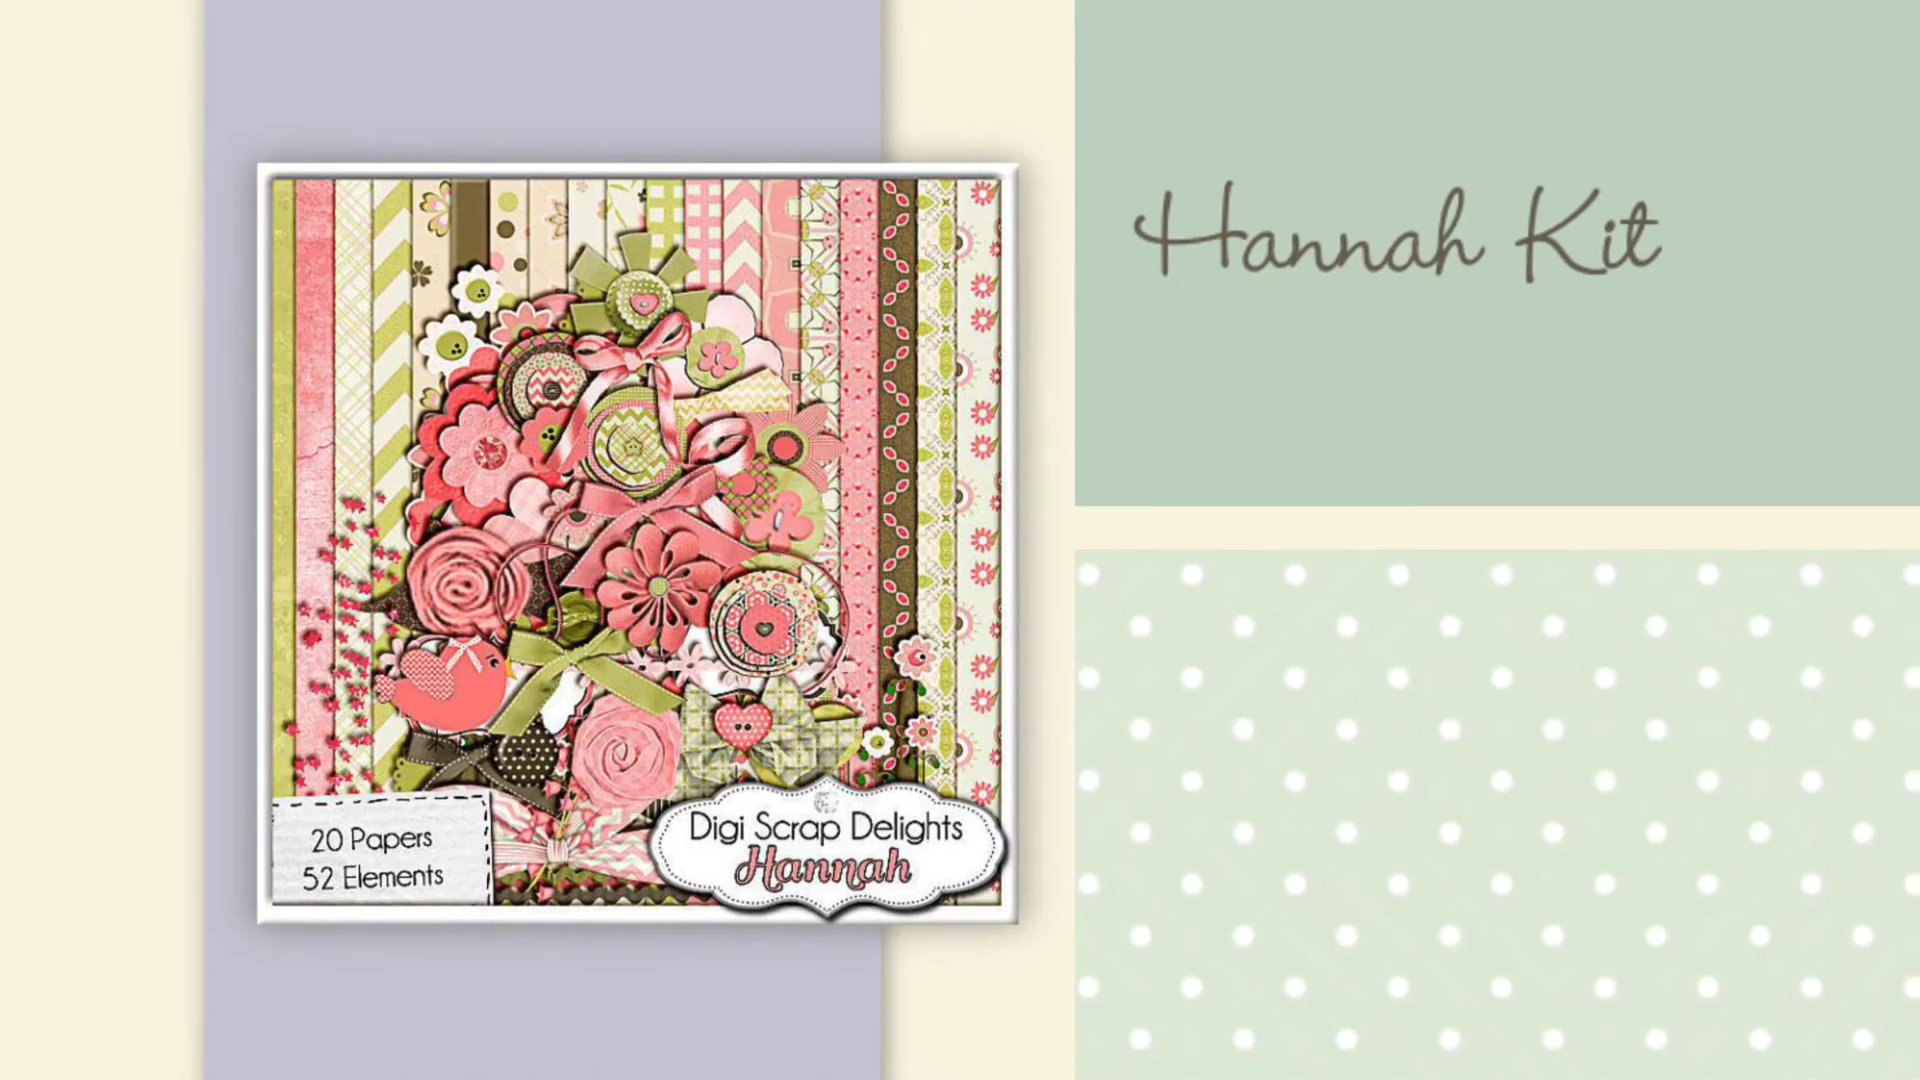 Hannah Kit
20 Papers
52 Elements
Digi Scrap Delights
Hannah